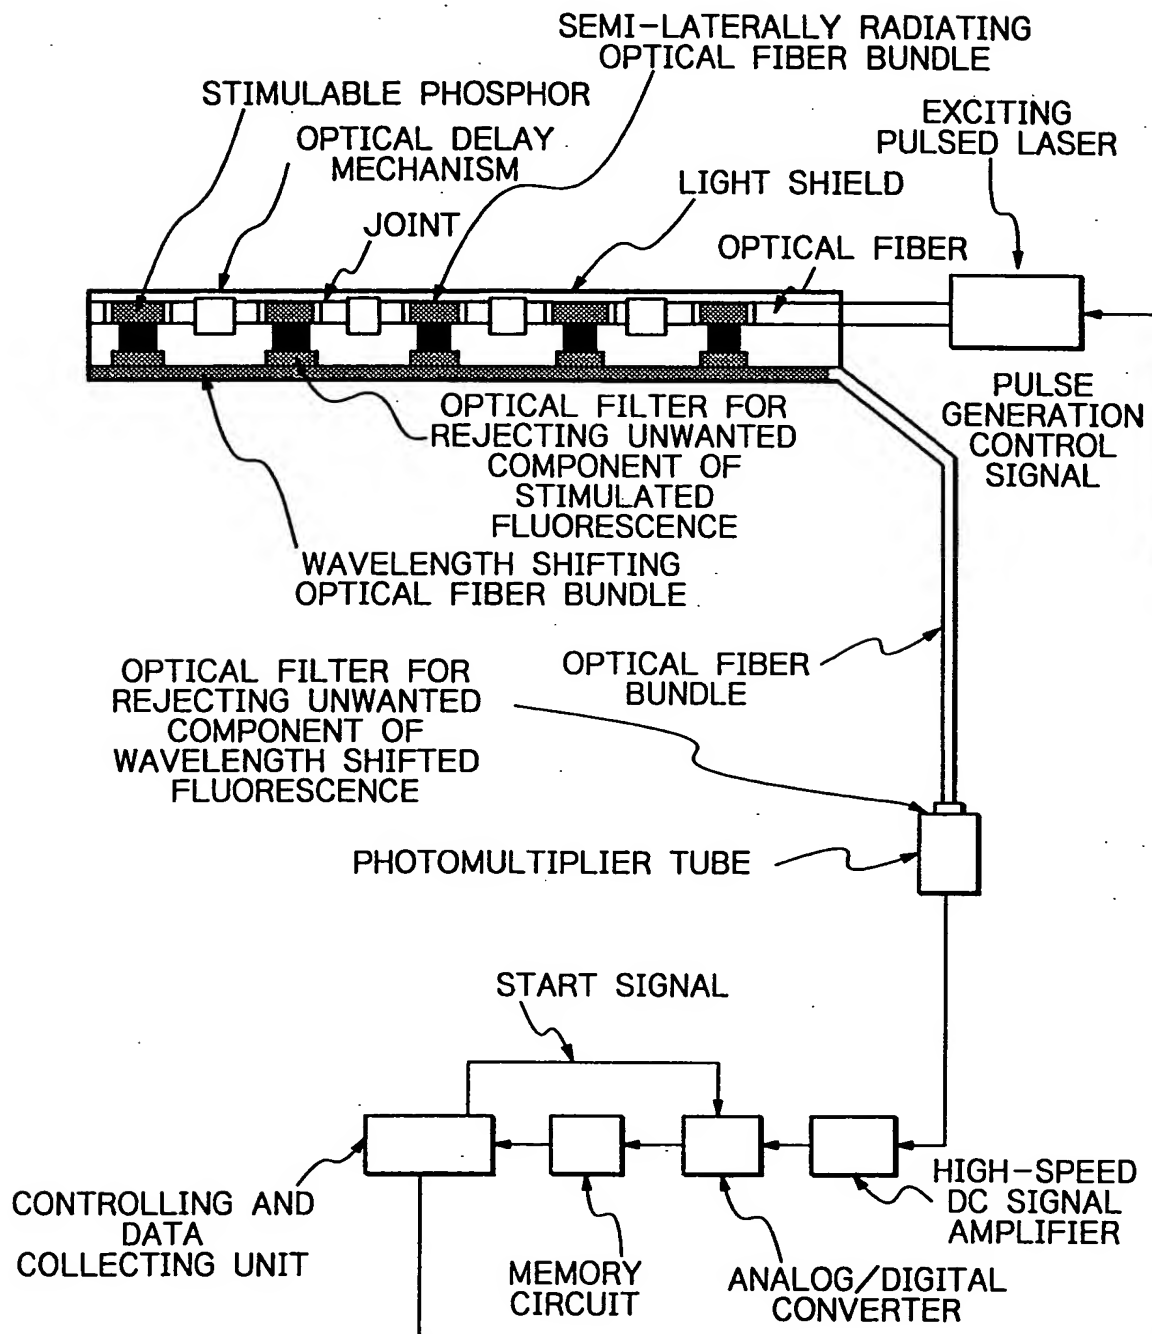 SEMI-LATERALLY RADIATING
OPTICAL FIBER BUNDLE
STIMULABLE PHOSPHOR
OPTICAL DELAY
MECHANISM
EXCITING
PULSED LASER
LIGHT SHIELD
JOINT
OPTICAL FIBER
PULSE
GENERATION
CONTROL
SIGNAL
OPTICAL FILTER FOR
REJECTING UNWANTED
COMPONENT OF
STIMULATED
FLUORESCENCE
WAVELENGTH SHIFTING
OPTICAL FIBER BUNDLE
OPTICAL FILTER FOR
REJECTING UNWANTED
COMPONENT OF
WAVELENGTH SHIFTED
FLUORESCENCE
OPTICAL FIBER
BUNDLE
PHOTOMULTIPLIER TUBE
START SIGNAL
CONTROLLING AND
DATA
COLLECTING UNIT
MEMORY
CIRCUIT
ANALOG/DIGITAL
CONVERTER
HIGH-SPEED
DC SIGNAL
AMPLIFIER